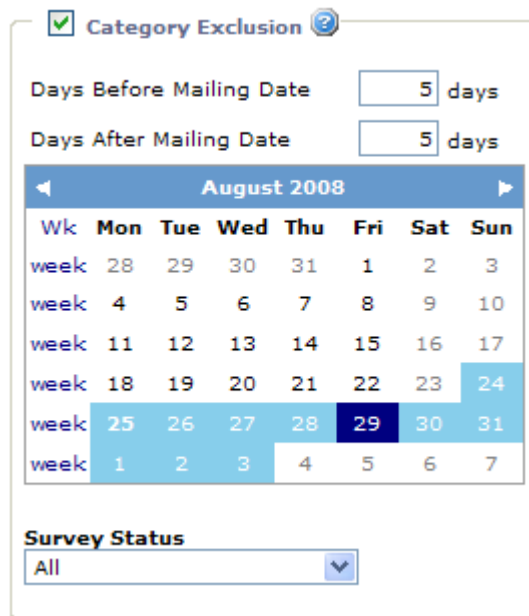 Category Exclusion ?
Days Before Mailing Date 5 days
Days After Mailing Date 5 days
August 2008
Wk Mon Tue Wed Thu Fri Sat Sun
week 28 29 30 31 1 2 3
week 4 5 6 7 8 9 10
week 11 12 13 14 15 16 17
week 18 19 20 21 22 23 24
week 25 26 27 28 29 30 31
week 1 2 3 4 5 6 7
Survey Status
All